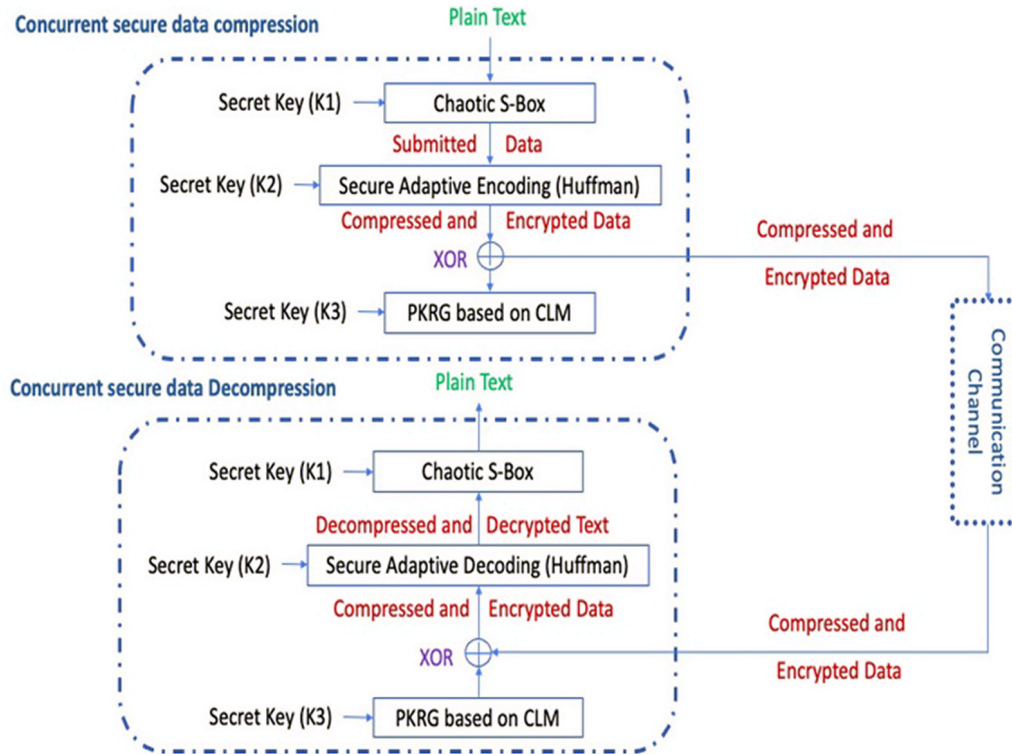 Concurrent secure data compression
Plain Text
Secret Key (K1)
Chaotic S-Box
Submitted Data
Secret Key (K2)
Secure Adaptive Encoding (Huffman)
Compressed and Encrypted Data
XOR
Compressed and
Encrypted Data
Secret Key (K3)
PKRG based on CLM
Communication
Channel
Concurrent secure data Decompression
Plain Text
Secret Key (K1)
Chaotic S-Box
Decompressed and Decrypted Text
Secret Key (K2)
Secure Adaptive Decoding (Huffman)
Compressed and Encrypted Data
XOR
Compressed and
Encrypted Data
Secret Key (K3)
PKRG based on CLM